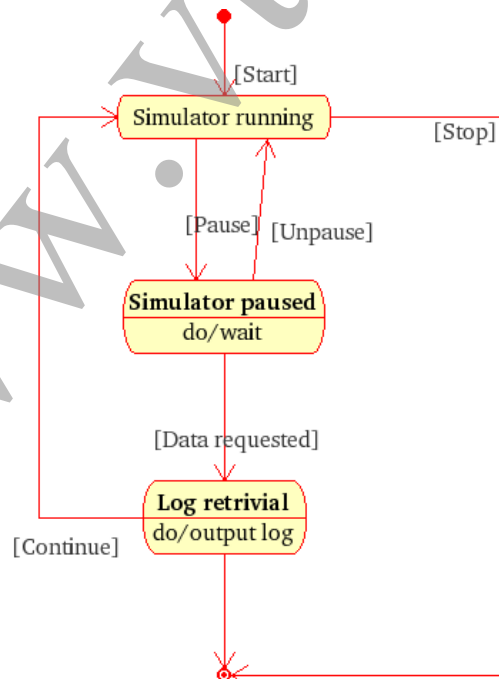 [Start]
Simulator running
[Stop]
[Pause]
[Unpause]
Simulator paused
do/wait
[Data requested]
Log retrivial
do/output log
[Continue]